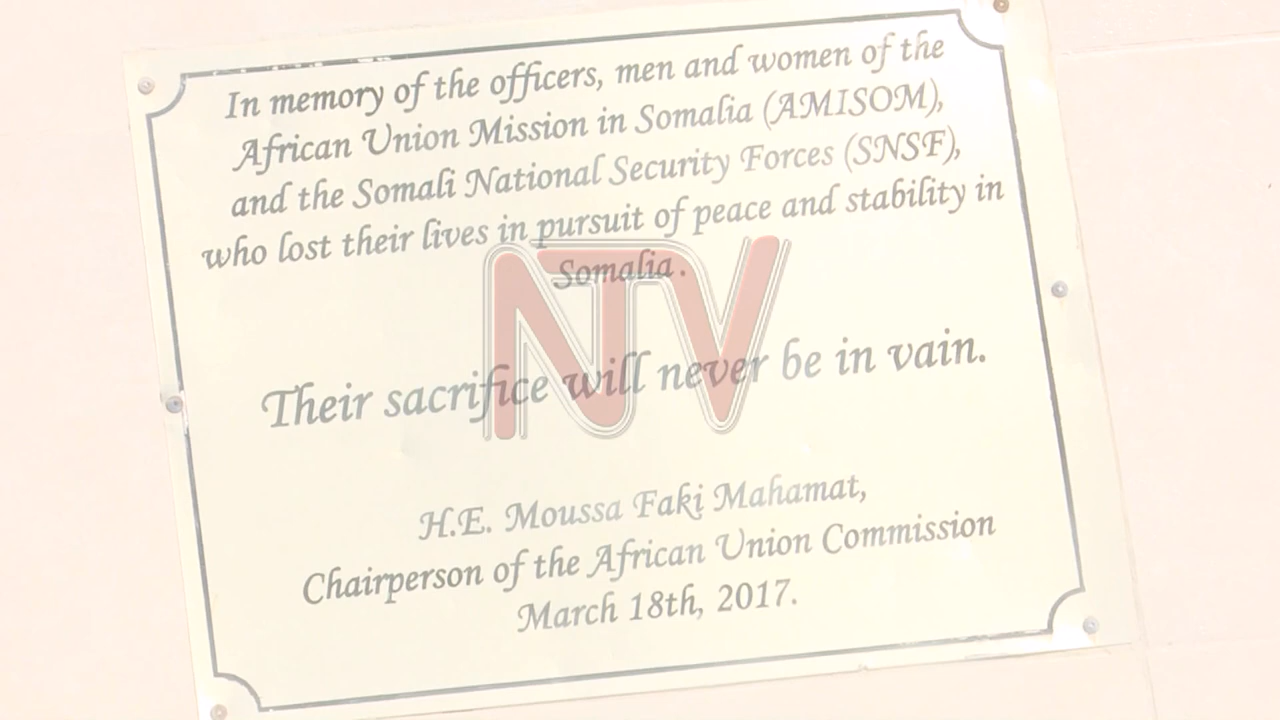 In memory of the officers, men and women of the
African Union Mission in Somalia (AMISOM),
and the Somali National Security Forces (SNSF),
who lost their lives in pursuit of peace and stability in
Somalia.
NTV
Their sacrifice will never be in vain.
H.E. Moussa Faki Mahamat,
Chairperson of the African Union Commission
March 18th, 2017.